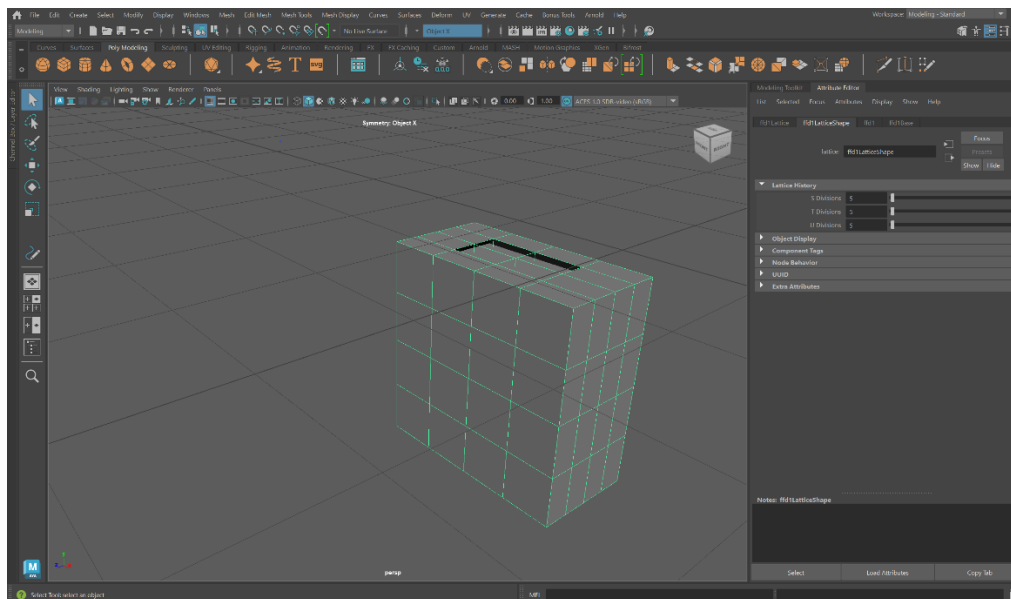 File Edit Create Select Modify Display Windows Mesh Edit Mesh Mesh Tools Mesh Display Curves Surfaces Deform UV Generate Cache Bonus Tools Arnold Help
Workspace: Modeling - Standard
Modeling
No Live Surface
Object X
Curves Surfaces Poly Modeling Sculpting UV Editing Rigging Animation Rendering FX FX Caching Custom Arnold MASH Motion Graphics XGen Bifrost
svg
View Shading Lighting Show Renderer Panels
0.00 1.00 ACES 1.0 SDR-video (sRGB)
Symmetry: Object X
RIGHT
persp
Modeling Toolkit Attribute Editor
List Selected Focus Attributes Display Show Help
ffd1Lattice ffd1LatticeShape ffd1 ffd1Base
lattice: ffd1LatticeShape
Focus
Presets
Show Hide
Lattice History
S Divisions 5
T Divisions 5
U Divisions 5
Object Display
Component Tags
Node Behavior
UUID
Extra Attributes
Notes: ffd1LatticeShape
Select Load Attributes Copy Tab
Select Tool: select an object
MEL